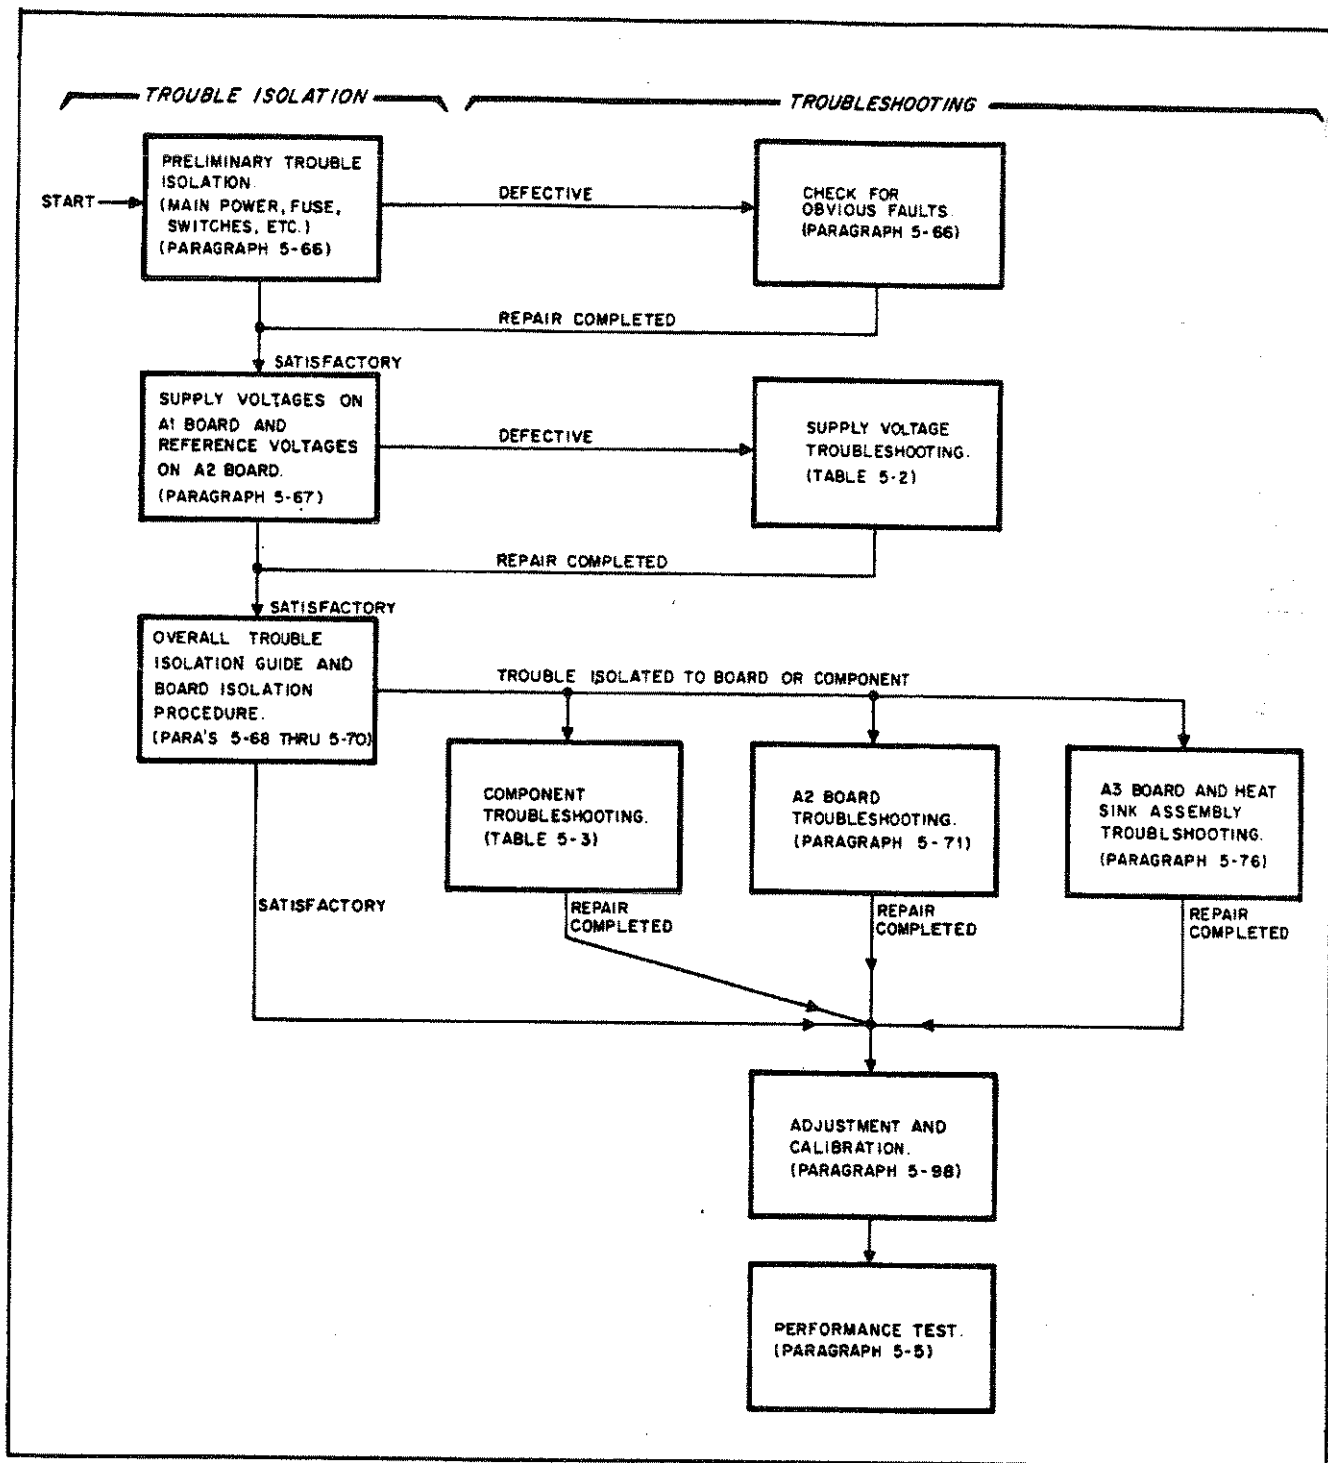 TROUBLE ISOLATION
TROUBLESHOOTING
START
PRELIMINARY TROUBLE
ISOLATION.
(MAIN POWER, FUSE,
SWITCHES, ETC.)
(PARAGRAPH 5-66)
DEFECTIVE
CHECK FOR
OBVIOUS FAULTS.
(PARAGRAPH 5-66)
REPAIR COMPLETED
SATISFACTORY
SUPPLY VOLTAGES ON
A1 BOARD AND
REFERENCE VOLTAGES
ON A2 BOARD.
(PARAGRAPH 5-67)
DEFECTIVE
SUPPLY VOLTAGE
TROUBLESHOOTING.
(TABLE 5-2)
REPAIR COMPLETED
SATISFACTORY
OVERALL TROUBLE
ISOLATION GUIDE AND
BOARD ISOLATION
PROCEDURE.
(PARA'S 5-68 THRU 5-70)
TROUBLE ISOLATED TO BOARD OR COMPONENT
COMPONENT
TROUBLESHOOTING.
(TABLE 5-3)
A2 BOARD
TROUBLESHOOTING.
(PARAGRAPH 5-71)
A3 BOARD AND HEAT
SINK ASSEMBLY
TROUBLSHOOTING.
(PARAGRAPH 5-76)
SATISFACTORY
REPAIR
COMPLETED
REPAIR
COMPLETED
REPAIR
COMPLETED
ADJUSTMENT AND
CALIBRATION.
(PARAGRAPH 5-98)
PERFORMANCE TEST.
(PARAGRAPH 5-5)